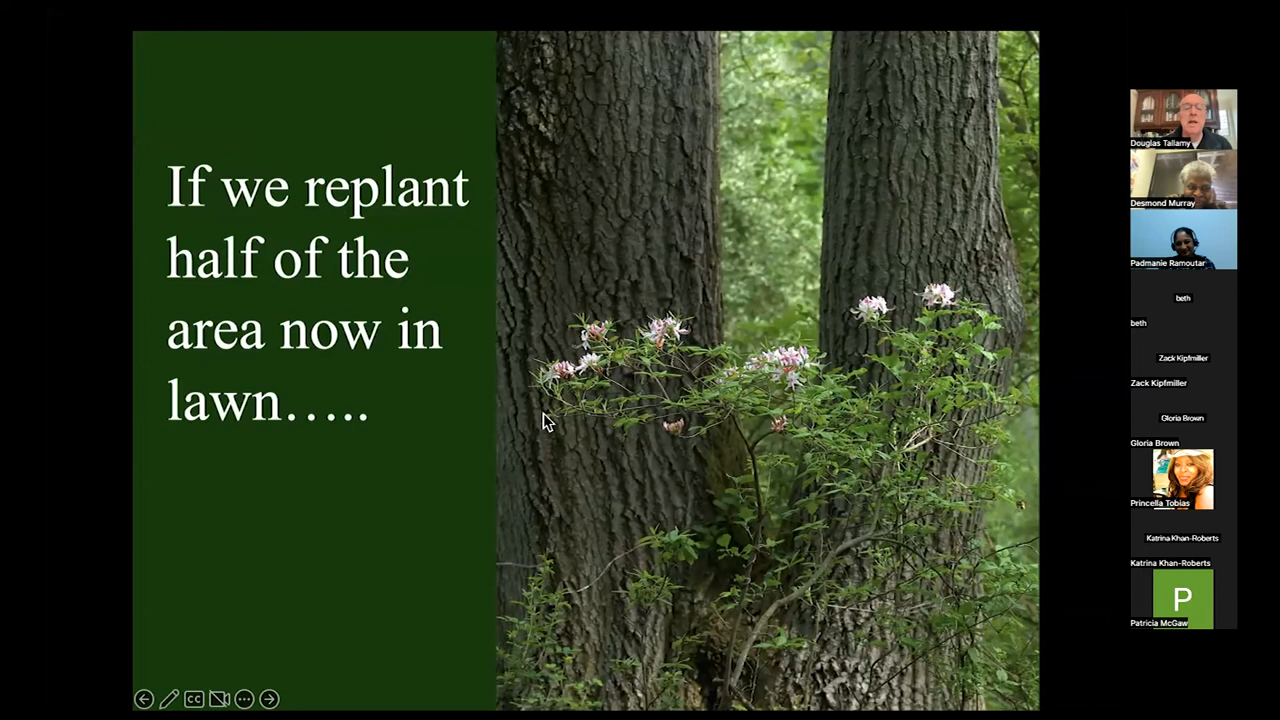 If we replant
half of the
area now in
lawn…..
Douglas Tallamy
Desmond Murray
Padmanie Ramoutar
beth
beth
Zack Kipfmiller
Zack Kipfmiller
Gloria Brown
Gloria Brown
Princella Tobias
Katrina Khan-Roberts
Katrina Khan-Roberts
P
Patricia McGaw
CC